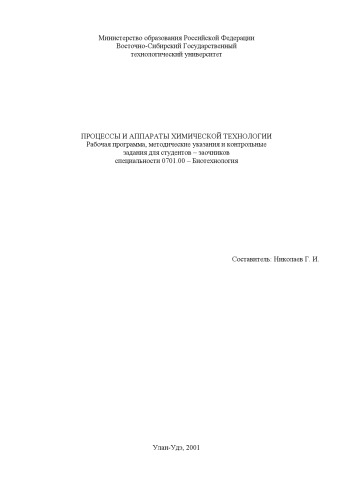 Министерство образования Российской Федерации
Восточно-Сибирский Государственный
технологический университет
ПРОЦЕССЫ И АППАРАТЫ ХИМИЧЕСКОЙ ТЕХНОЛОГИИ
Рабочая программа, методические указания и контрольные
задания для студентов – заочников
специальности 0701.00 – Биотехнология
Составитель: Николаев Г. И.
Улан-Удэ, 2001